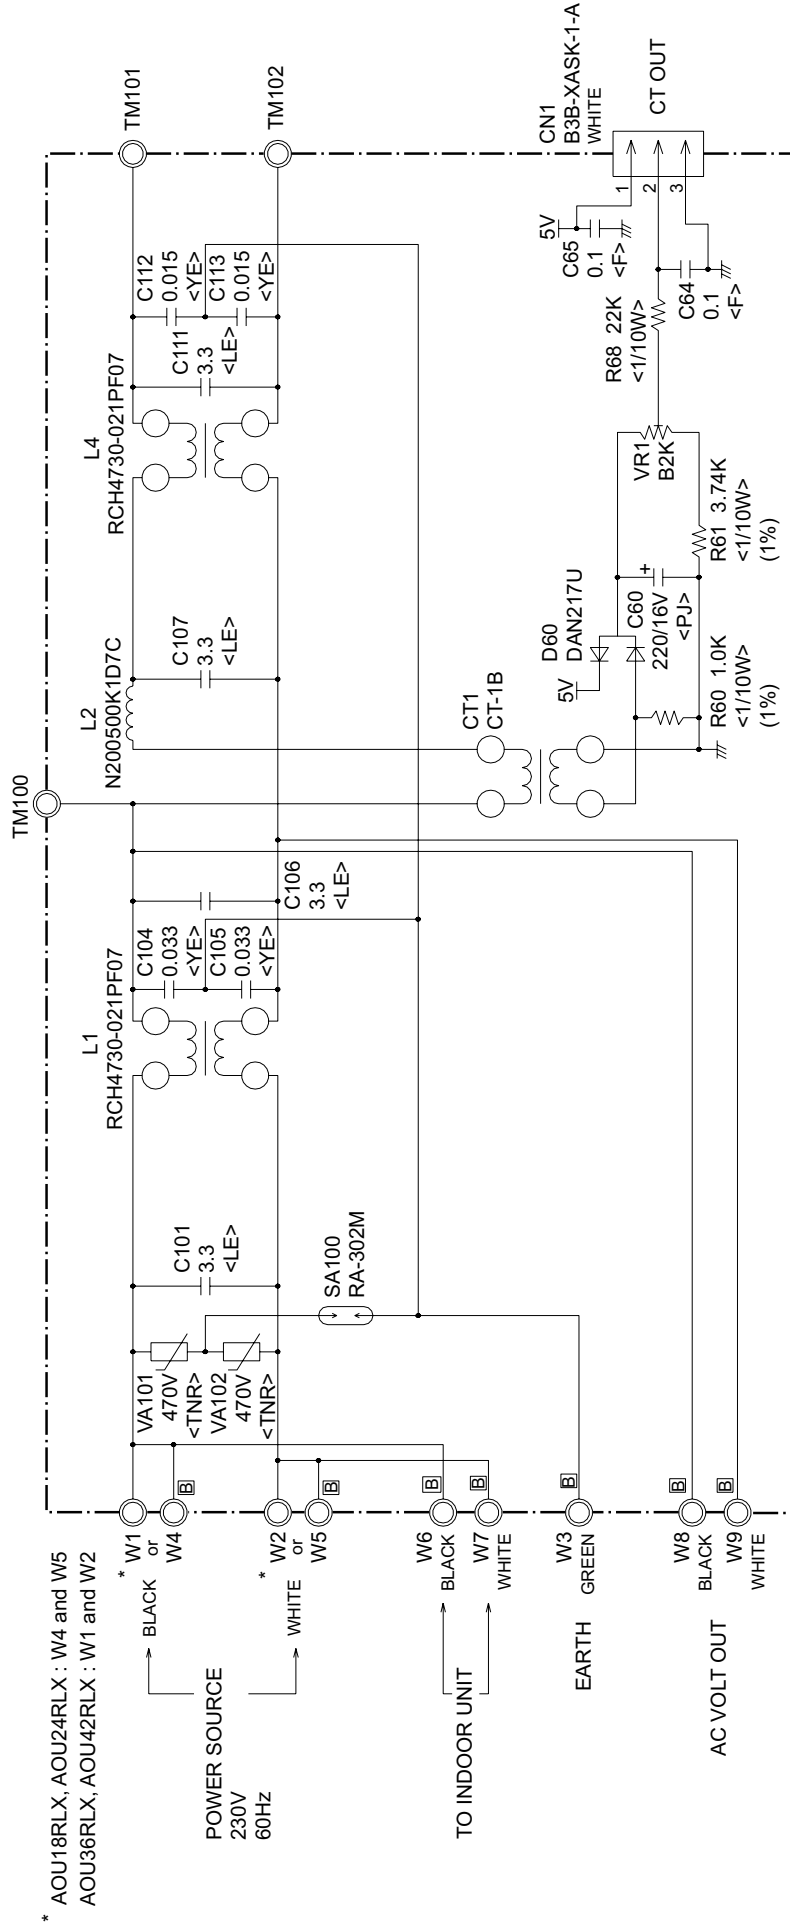 * AOU18RLX, AOU24RLX : W4 and W5
AOU36RLX, AOU42RLX : W1 and W2
POWER SOURCE
230V
60Hz
BLACK
WHITE
*
W1
or
W4
B
*
W2
or
W5
B
TO INDOOR UNIT
W6
BLACK
B
W7
WHITE
B
EARTH
W3
GREEN
B
AC VOLT OUT
W8
BLACK
B
W9
WHITE
B
VA101
470V
<TNR>
VA102
470V
<TNR>
C101
3.3
<LE>
SA100
RA-302M
L1
RCH4730-021PF07
C104
0.033
<YE>
C105
0.033
<YE>
C106
3.3
<LE>
TM100
L2
N200500K1D7C
C107
3.3
<LE>
CT1
CT-1B
L4
RCH4730-021PF07
C111
3.3
<LE>
C112
0.015
<YE>
C113
0.015
<YE>
TM101
TM102
5V
D60
DAN217U
C60
220/16V
<PJ>
+
R60 1.0K
<1/10W>
(1%)
VR1
B2K
R61 3.74K
<1/10W>
(1%)
R68 22K
<1/10W>
C64
0.1
<F>
5V
C65
0.1
<F>
1
2
3
CN1
B3B-XASK-1-A
WHITE
CT OUT